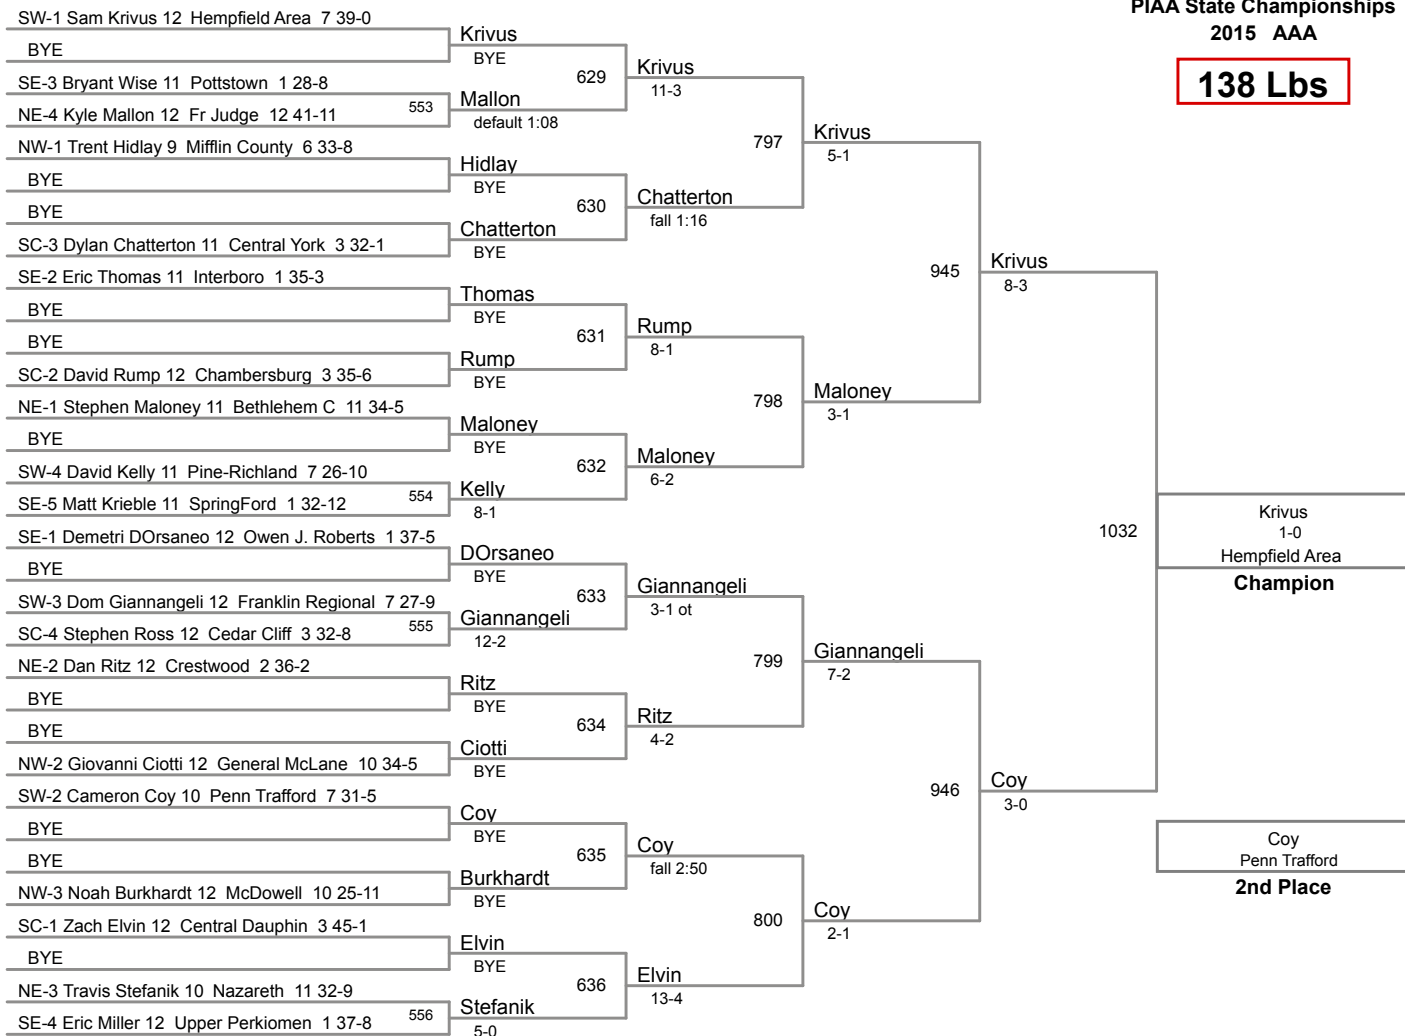 PIAA State Championships
2015 AAA
138 Lbs
SW-1 Sam Krivus 12 Hempfield Area 7 39-0
BYE
SE-3 Bryant Wise 11 Pottstown 1 28-8
NE-4 Kyle Mallon 12 Fr Judge 12 41-11
553
NW-1 Trent Hidlay 9 Mifflin County 6 33-8
BYE
BYE
SC-3 Dylan Chatterton 11 Central York 3 32-1
SE-2 Eric Thomas 11 Interboro 1 35-3
BYE
BYE
SC-2 David Rump 12 Chambersburg 3 35-6
NE-1 Stephen Maloney 11 Bethlehem C 11 34-5
BYE
SW-4 David Kelly 11 Pine-Richland 7 26-10
SE-5 Matt Krieble 11 SpringFord 1 32-12
554
SE-1 Demetri DOrsaneo 12 Owen J. Roberts 1 37-5
BYE
SW-3 Dom Giannangeli 12 Franklin Regional 7 27-9
SC-4 Stephen Ross 12 Cedar Cliff 3 32-8
555
NE-2 Dan Ritz 12 Crestwood 2 36-2
BYE
BYE
NW-2 Giovanni Ciotti 12 General McLane 10 34-5
SW-2 Cameron Coy 10 Penn Trafford 7 31-5
BYE
BYE
NW-3 Noah Burkhardt 12 McDowell 10 25-11
SC-1 Zach Elvin 12 Central Dauphin 3 45-1
BYE
NE-3 Travis Stefanik 10 Nazareth 11 32-9
SE-4 Eric Miller 12 Upper Perkiomen 1 37-8
556
Krivus
BYE
629
Mallon
default 1:08
Hidlay
BYE
630
Chatterton
BYE
Thomas
BYE
631
Rump
BYE
Maloney
BYE
632
Kelly
8-1
DOrsaneo
BYE
633
Giannangeli
12-2
Ritz
BYE
634
Ciotti
BYE
Coy
BYE
635
Burkhardt
BYE
Elvin
BYE
636
Stefanik
5-0
Krivus
11-3
797
Chatterton
fall 1:16
Rump
8-1
798
Maloney
6-2
Giannangeli
3-1 ot
799
Ritz
4-2
Coy
fall 2:50
800
Elvin
13-4
Krivus
5-1
945
Maloney
3-1
Giannangeli
7-2
946
Coy
2-1
Krivus
8-3
1032
Coy
3-0
Krivus
1-0
Hempfield Area
Champion
Coy
Penn Trafford
2nd Place